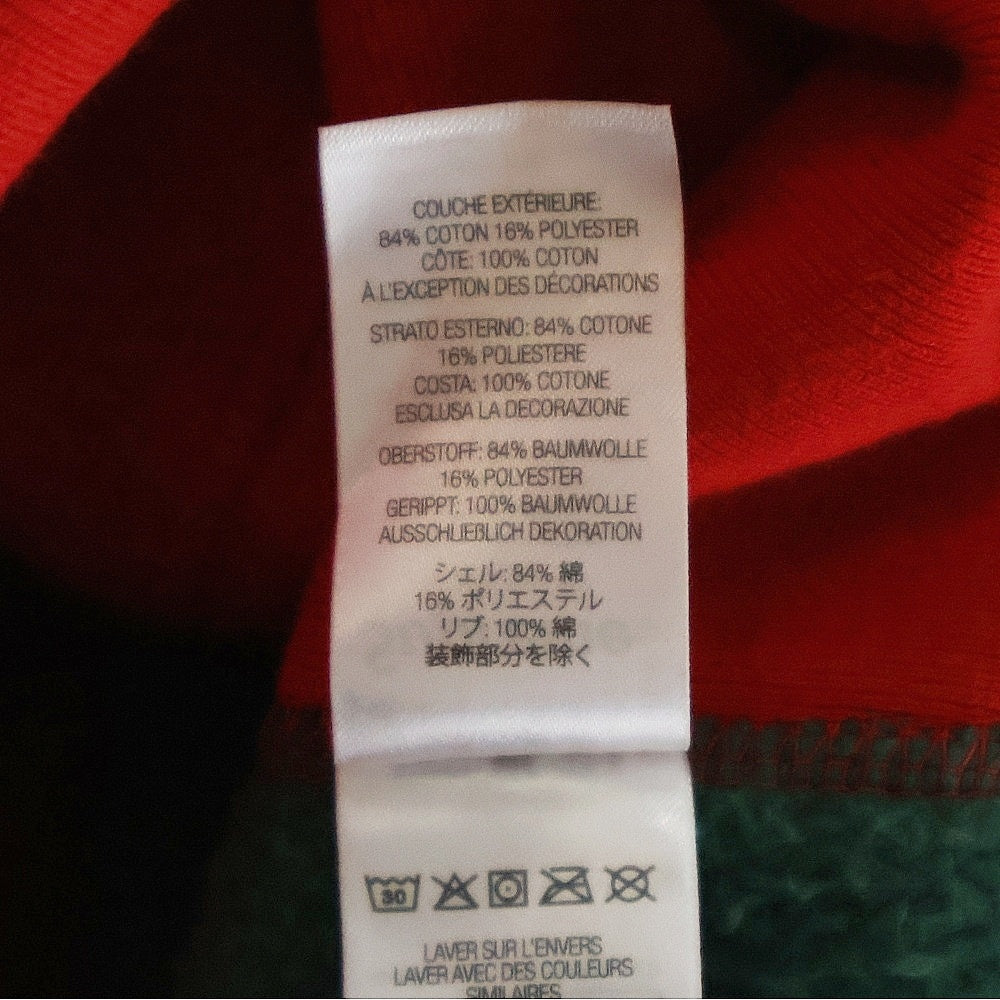 COUCHE EXTÉRIEURE:
84% COTON 16% POLYESTER
CÔTE: 100% COTON
À L'EXCEPTION DES DÉCORATIONS
STRATO ESTERNO: 84% COTONE
16% POLIESTERE
COSTA: 100% COTONE
ESCLUSA LA DECORAZIONE
OBERSTOFF: 84% BAUMWOLLE
16% POLYESTER
GERIPPT: 100% BAUMWOLLE
AUSSCHLIEßLICH DEKORATION
シェル: 84% 綿
16% ポリエステル
リブ: 100% 綿
装飾部分を除く
30
LAVER SUR L'ENVERS
LAVER AVEC DES COULEURS
SIMILAIRES